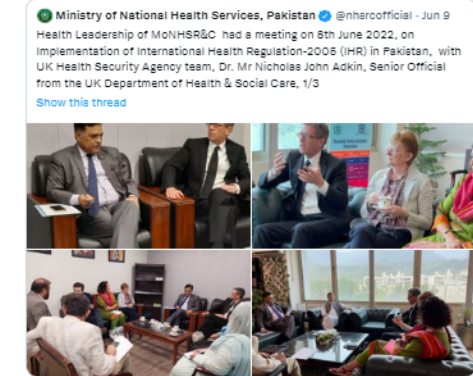 Ministry of National Health Services, Pakistan @nhsrcofficial · Jun 9
Health Leadership of MoNHSR&C had a meeting on 8th June 2022, on
Implementation of International Health Regulation-2005 (IHR) in Pakistan, with
UK Health Security Agency team, Dr. Mr Nicholas John Adkin, Senior Official
from the UK Department of Health & Social Care, 1/3
Show this thread